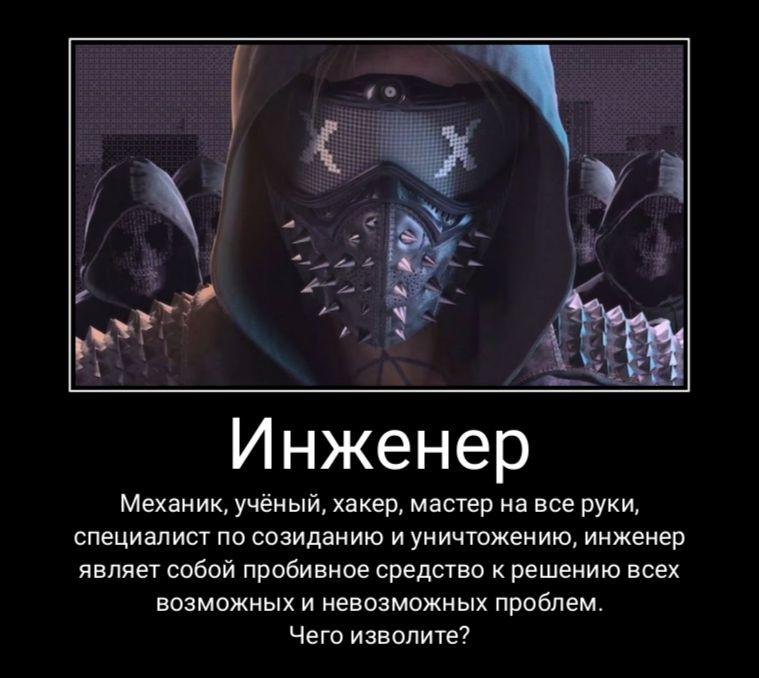 Инженер
Механик, учёный, хакер, мастер на все руки,
специалист по созиданию и уничтожению, инженер
являет собой пробивное средство к решению всех
возможных и невозможных проблем.
Чего изволите?